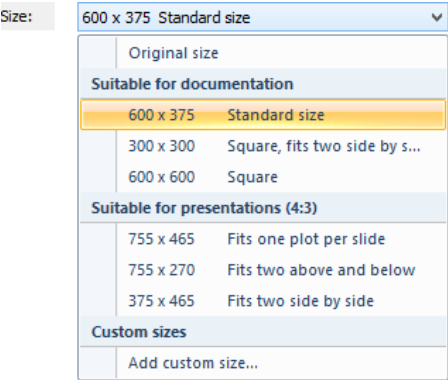 Size: 600 x 375 Standard size
Original size
Suitable for documentation
600 x 375 Standard size
300 x 300 Square, fits two side by s...
600 x 600 Square
Suitable for presentations (4:3)
755 x 465 Fits one plot per slide
755 x 270 Fits two above and below
375 x 465 Fits two side by side
Custom sizes
Add custom size...